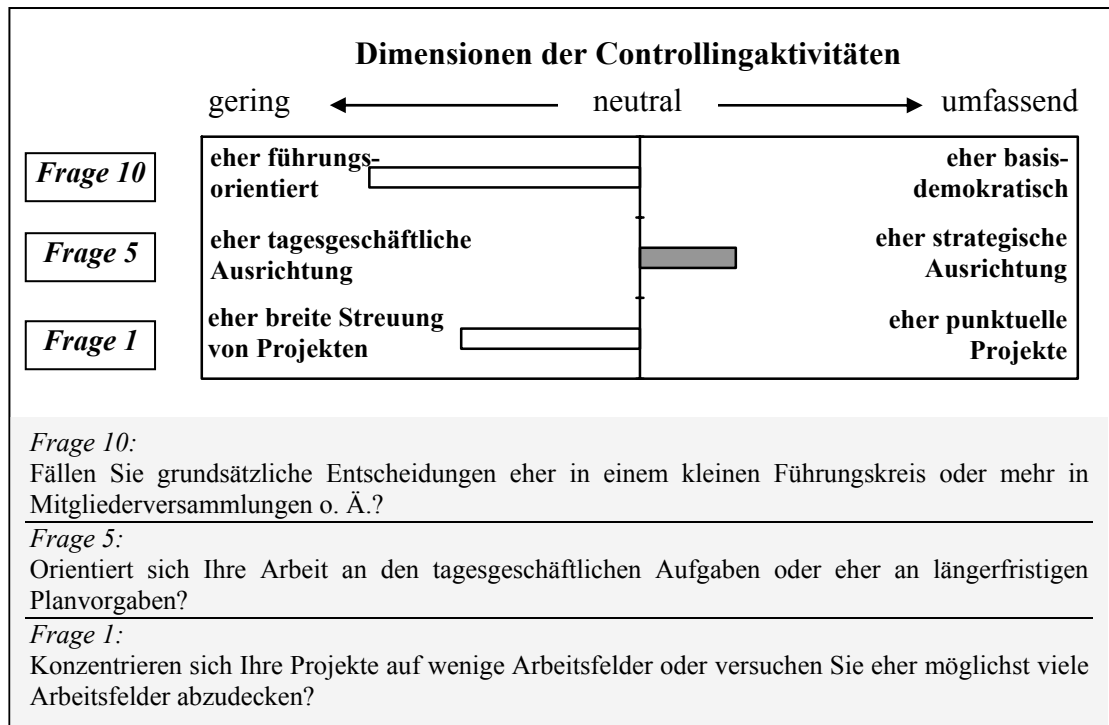 Dimensionen der Controllingaktivitäten
gering neutral umfassend
Frage 10
eher führungs-
orientiert
eher basis-
demokratisch
Frage 5
eher tagesgeschäftliche
Ausrichtung
eher strategische
Ausrichtung
Frage 1
eher breite Streuung
von Projekten
eher punktuelle
Projekte
Frage 10:
Fällen Sie grundsätzliche Entscheidungen eher in einem kleinen Führungskreis oder mehr in
Mitgliederversammlungen o. Ä.?
Frage 5:
Orientiert sich Ihre Arbeit an den tagesgeschäftlichen Aufgaben oder eher an längerfristigen
Planvorgaben?
Frage 1:
Konzentrieren sich Ihre Projekte auf wenige Arbeitsfelder oder versuchen Sie eher möglichst viele
Arbeitsfelder abzudecken?